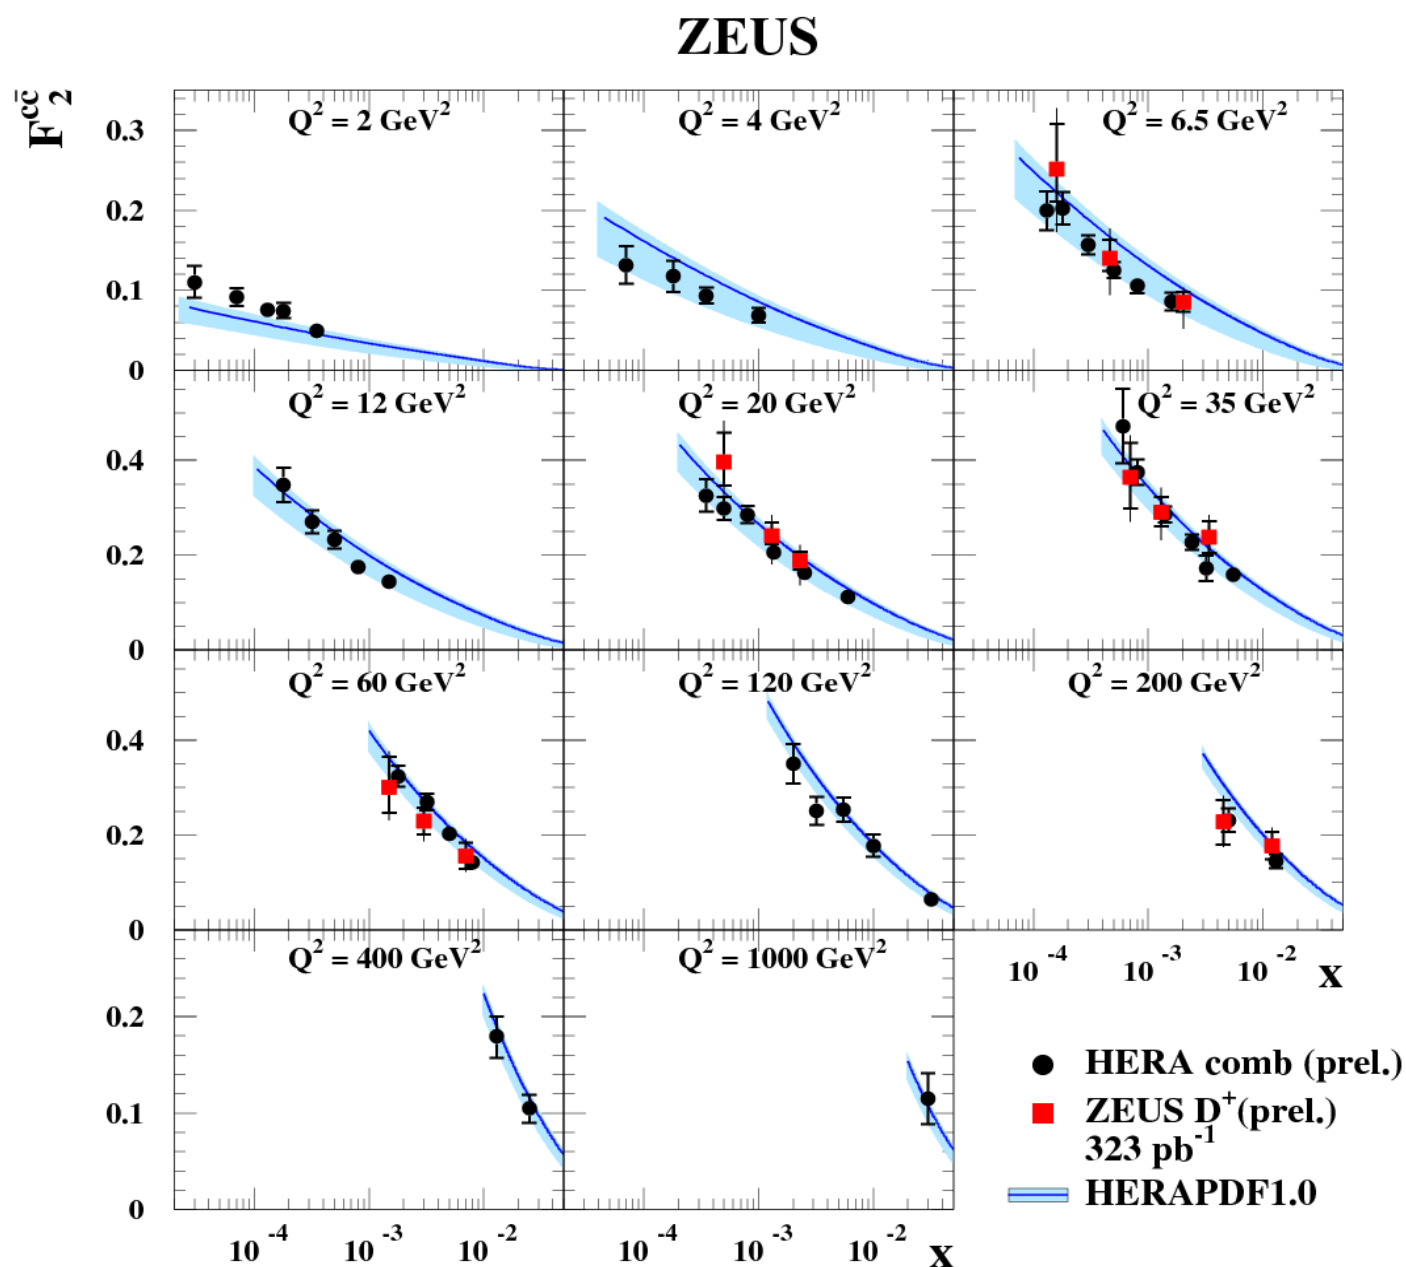 ZEUS
F₂^cc̄
Q² = 2 GeV²
Q² = 4 GeV²
Q² = 6.5 GeV²
0.3
0.2
0.1
0
Q² = 12 GeV²
Q² = 20 GeV²
Q² = 35 GeV²
0.4
0.2
0
Q² = 60 GeV²
Q² = 120 GeV²
Q² = 200 GeV²
0.4
0.2
0
10⁻⁴ 10⁻³ 10⁻² x
Q² = 400 GeV²
Q² = 1000 GeV²
0.2
0.1
0
10⁻⁴ 10⁻³ 10⁻²
10⁻⁴ 10⁻³ 10⁻² x
HERA comb (prel.)
ZEUS D⁺(prel.)
323 pb⁻¹
HERAPDF1.0